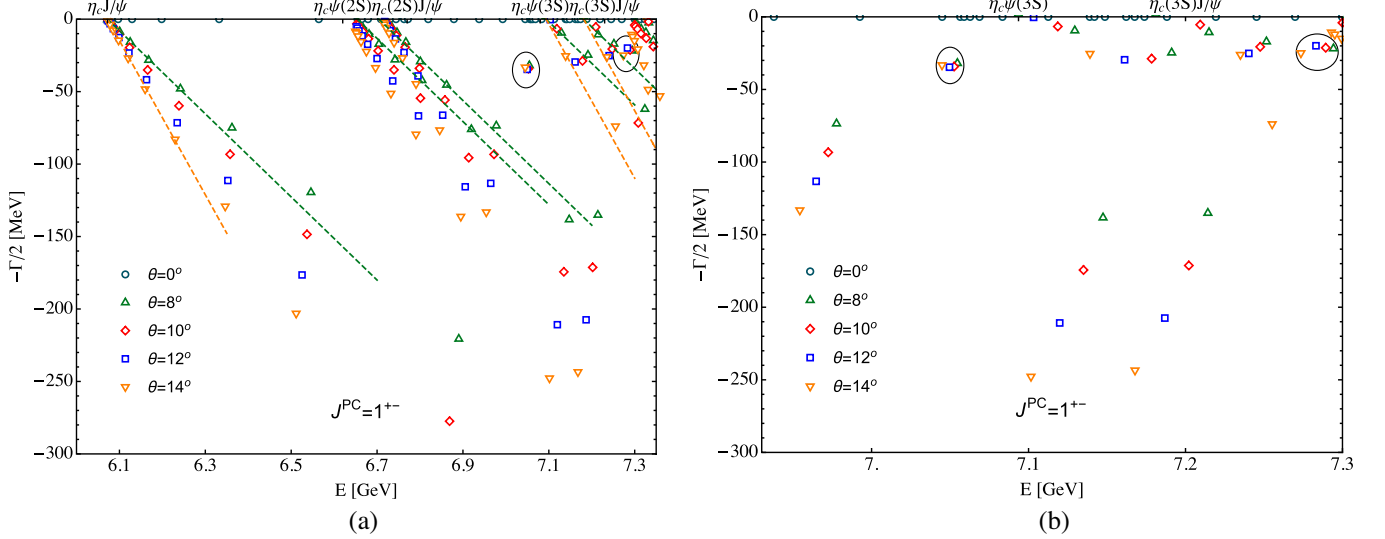 η_cJ/ψ η_cψ(2S)η_c(2S)J/ψ η_cψ(3S)η_c(3S)J/ψ
0
−50
−100
−150
−200
−250
−300
−Γ/2 [MeV]
θ=0°
θ=8°
θ=10°
θ=12°
θ=14°
J^PC=1^+-
6.1 6.3 6.5 6.7 6.9 7.1 7.3
E [GeV]
(a)
η_cψ(3S) η_c(3S)J/ψ
0
−50
−100
−150
−200
−250
−300
−Γ/2 [MeV]
θ=0°
θ=8°
θ=10°
θ=12°
θ=14°
J^PC=1^+-
7. 7.1 7.2 7.3
E [GeV]
(b)